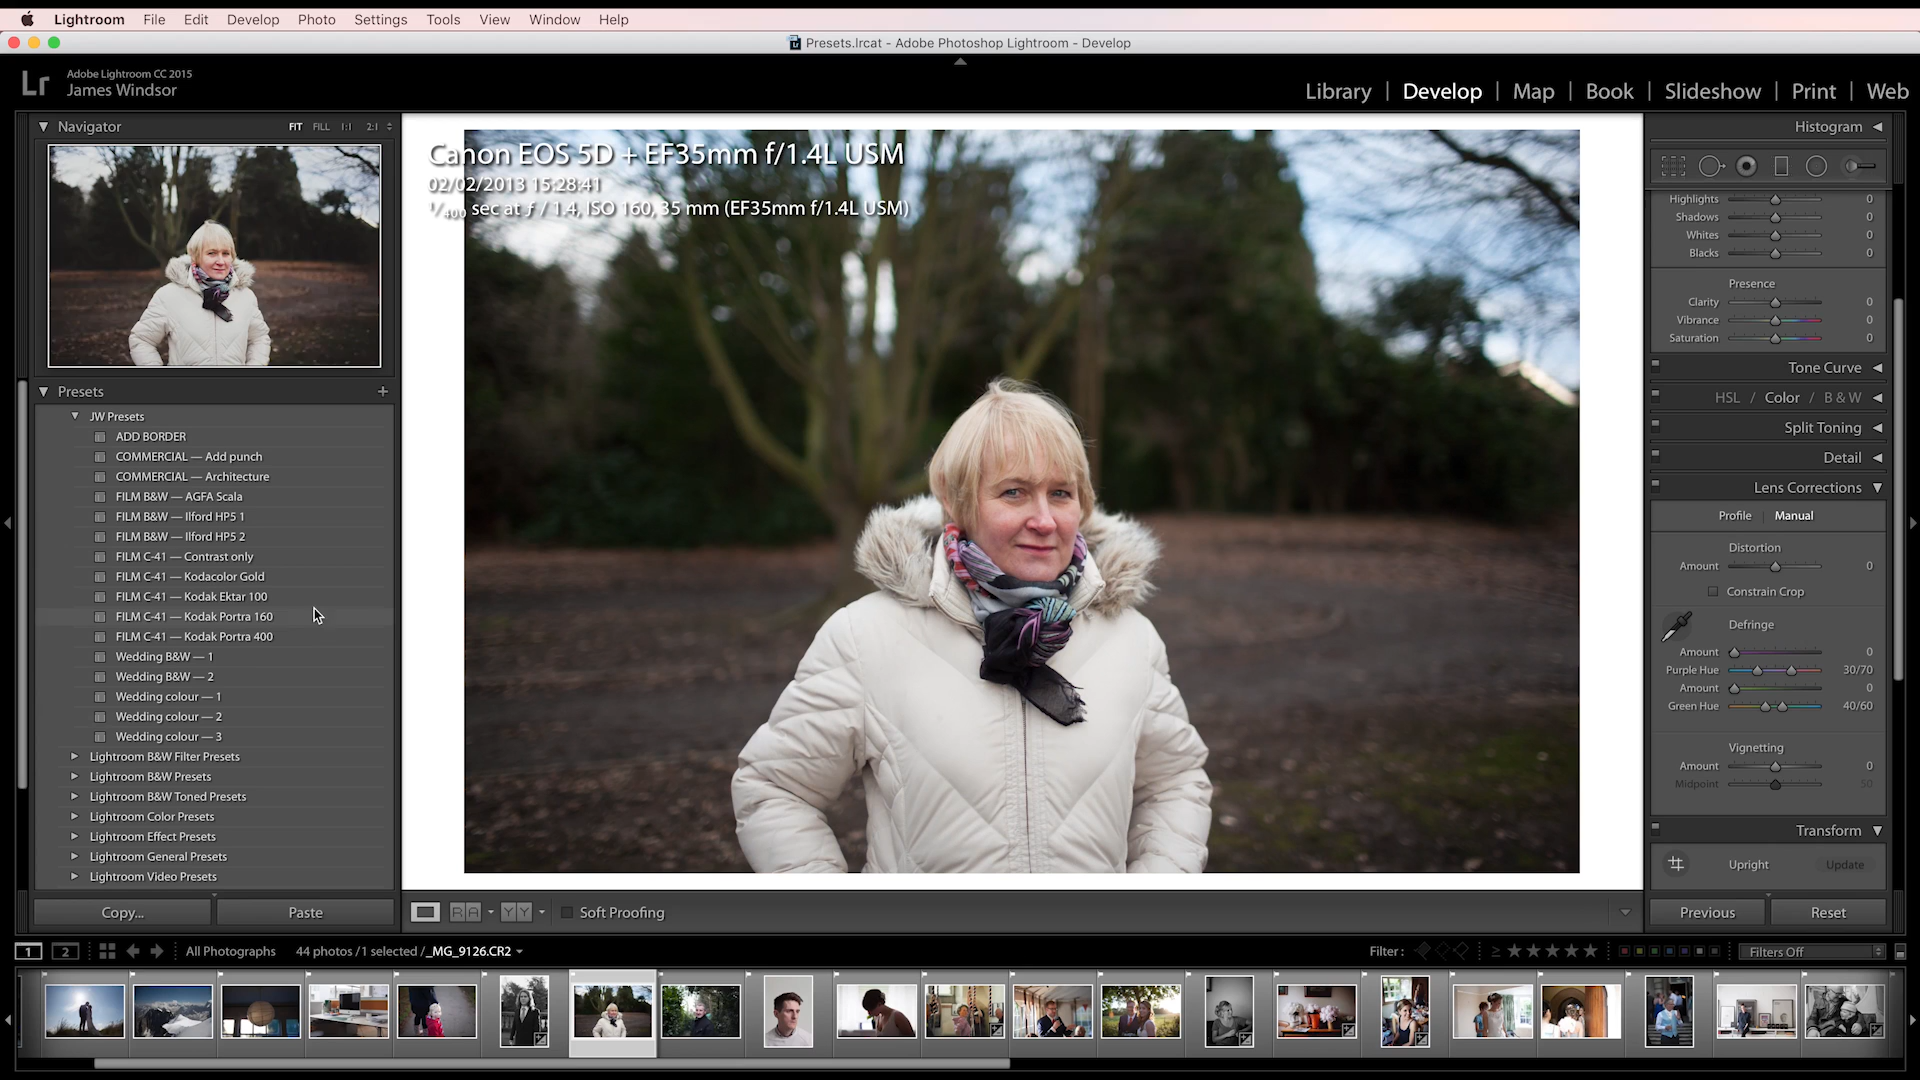 Lightroom File Edit Develop Photo Settings Tools View Window Help
Presets.lrcat - Adobe Photoshop Lightroom - Develop
Lr
Adobe Lightroom CC 2015
James Windsor
Library | Develop | Map | Book | Slideshow | Print | Web
Navigator FIT FILL 1:1 2:1
Presets +
JW Presets
ADD BORDER
COMMERCIAL — Add punch
COMMERCIAL — Architecture
FILM B&W — AGFA Scala
FILM B&W — Ilford HP5 1
FILM B&W — Ilford HP5 2
FILM C-41 — Contrast only
FILM C-41 — Kodacolor Gold
FILM C-41 — Kodak Ektar 100
FILM C-41 — Kodak Portra 160
FILM C-41 — Kodak Portra 400
Wedding B&W — 1
Wedding B&W — 2
Wedding colour — 1
Wedding colour — 2
Wedding colour — 3
Lightroom B&W Filter Presets
Lightroom B&W Presets
Lightroom B&W Toned Presets
Lightroom Color Presets
Lightroom Effect Presets
Lightroom General Presets
Lightroom Video Presets
Copy... Paste
Canon EOS 5D + EF35mm f/1.4L USM
02/02/2013 15:28:41
1/400 sec at ƒ / 1.4, ISO 160, 35 mm (EF35mm f/1.4L USM)
RA YY Soft Proofing
Histogram
Highlights 0
Shadows 0
Whites 0
Blacks 0
Presence
Clarity 0
Vibrance 0
Saturation 0
Tone Curve
HSL / Color / B & W
Split Toning
Detail
Lens Corrections
Profile | Manual
Distortion
Amount 0
Constrain Crop
Defringe
Amount 0
Purple Hue 30/70
Amount 0
Green Hue 40/60
Vignetting
Amount 0
Midpoint 50
Transform
Upright Update
Previous Reset
1 2 All Photographs 44 photos /1 selected /_MG_9126.CR2 Filter : ≥ ★★★★★ Filters Off